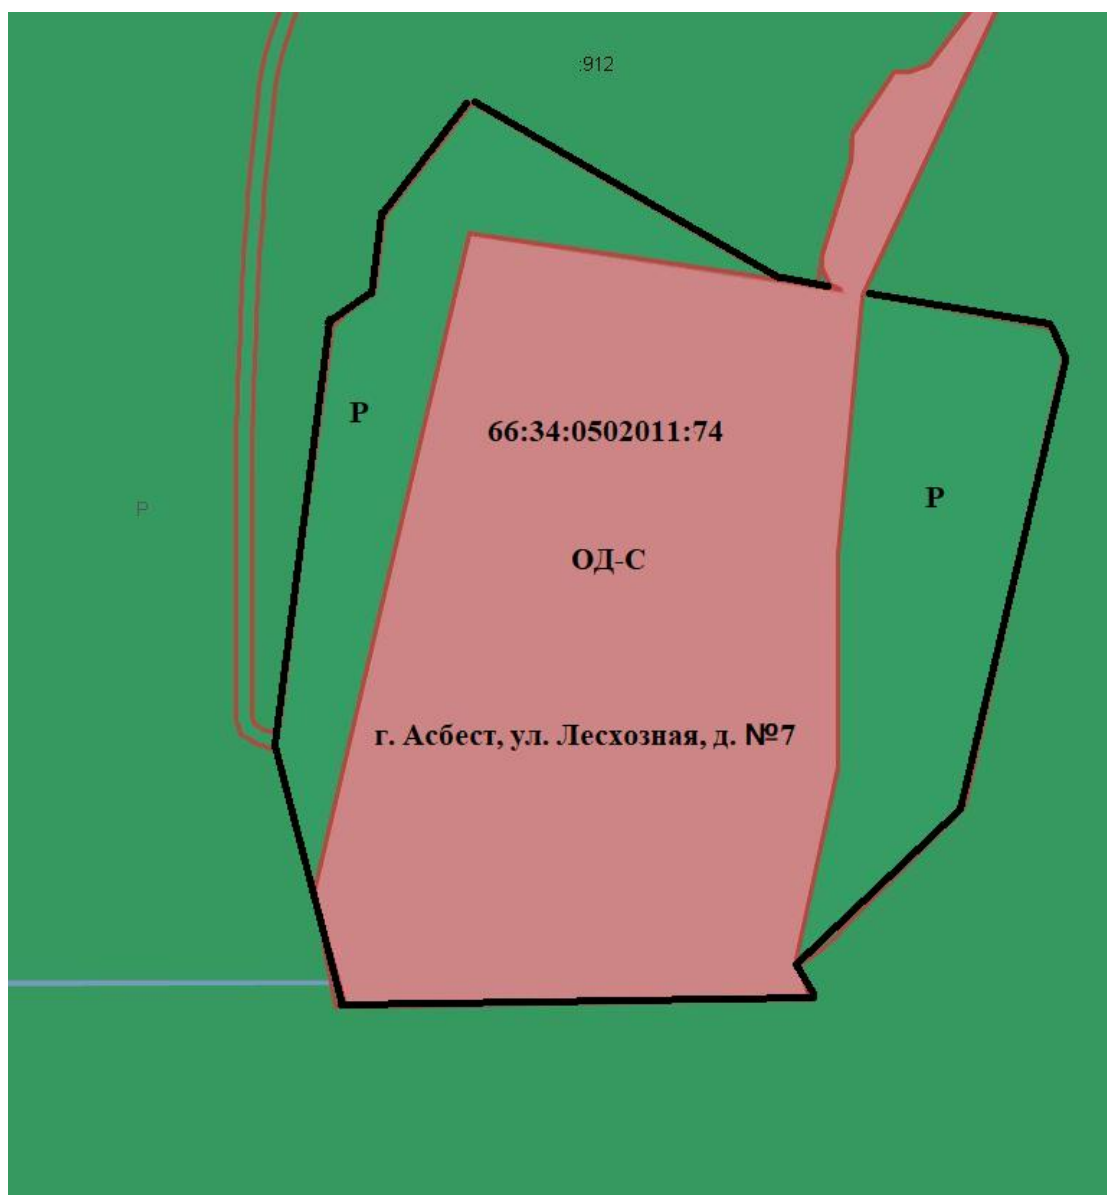 :912
Р
66:34:0502011:74
Р
Р
ОД-С
г. Асбест, ул. Лесхозная, д. №7